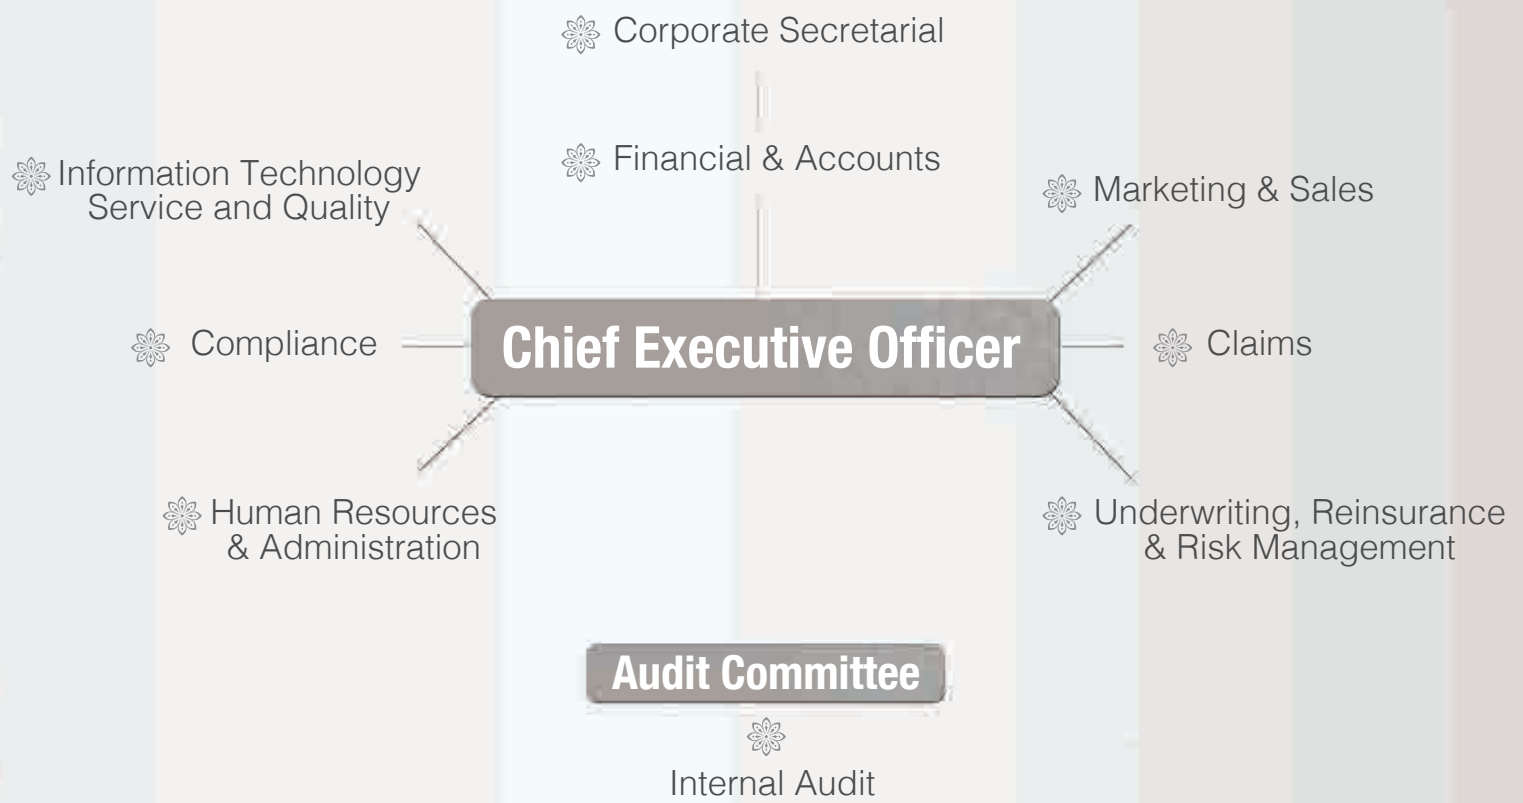 Corporate Secretarial
Financial & Accounts
Information Technology
Service and Quality
Marketing & Sales
Chief Executive Officer
Compliance
Claims
Human Resources
& Administration
Underwriting, Reinsurance
& Risk Management
Audit Committee
Internal Audit